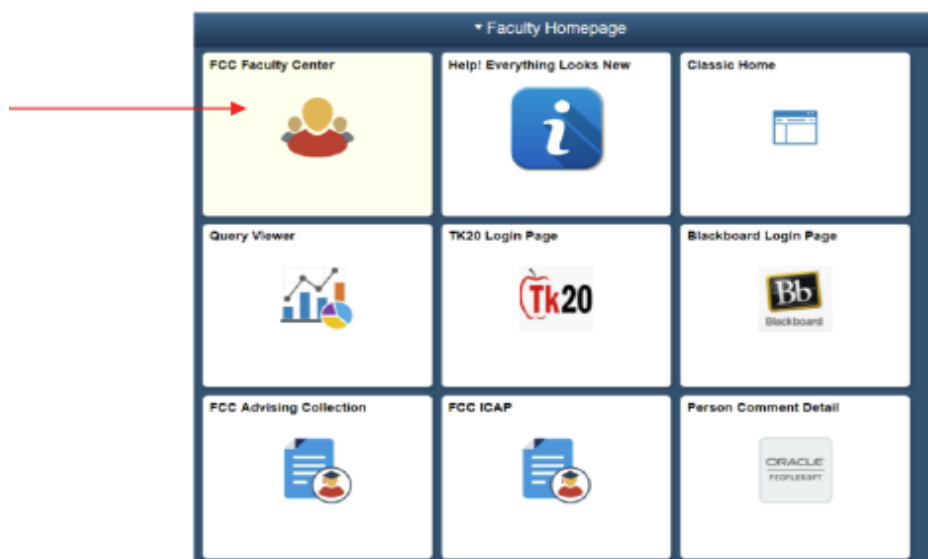 Faculty Homepage
FCC Faculty Center
Help! Everything Looks New
Classic Home
i
Query Viewer
TK20 Login Page
Blackboard Login Page
Tk20
Bb
Blackboard
FCC Advising Collection
FCC ICAP
Person Comment Detail
ORACLE
PEOPLESOFT